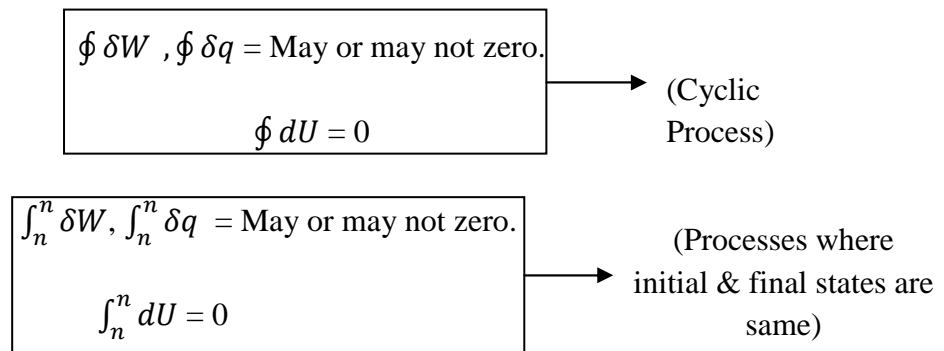 ∮ δW , ∮ δq = May or may not zero.
∮ dU = 0
(Cyclic
Process)
∫ₙⁿ δW, ∫ₙⁿ δq = May or may not zero.
∫ₙⁿ dU = 0
(Processes where
initial & final states are
same)